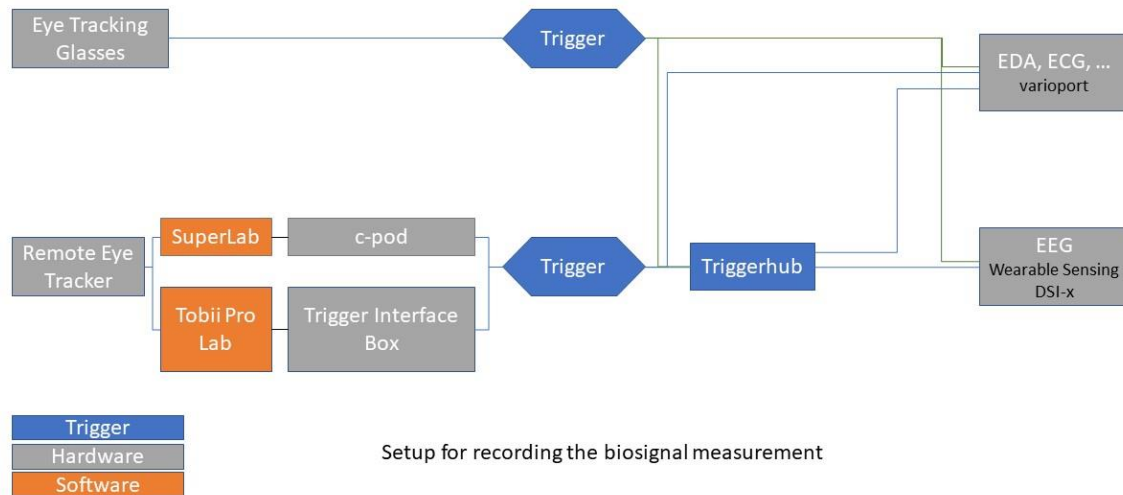 Eye Tracking
Glasses
Trigger
EDA, ECG, ...
varioport
SuperLab
c-pod
Remote Eye
Tracker
Trigger
Triggerhub
EEG
Wearable Sensing
DSI-x
Tobii Pro
Lab
Trigger Interface
Box
Trigger
Hardware
Software
Setup for recording the biosignal measurement